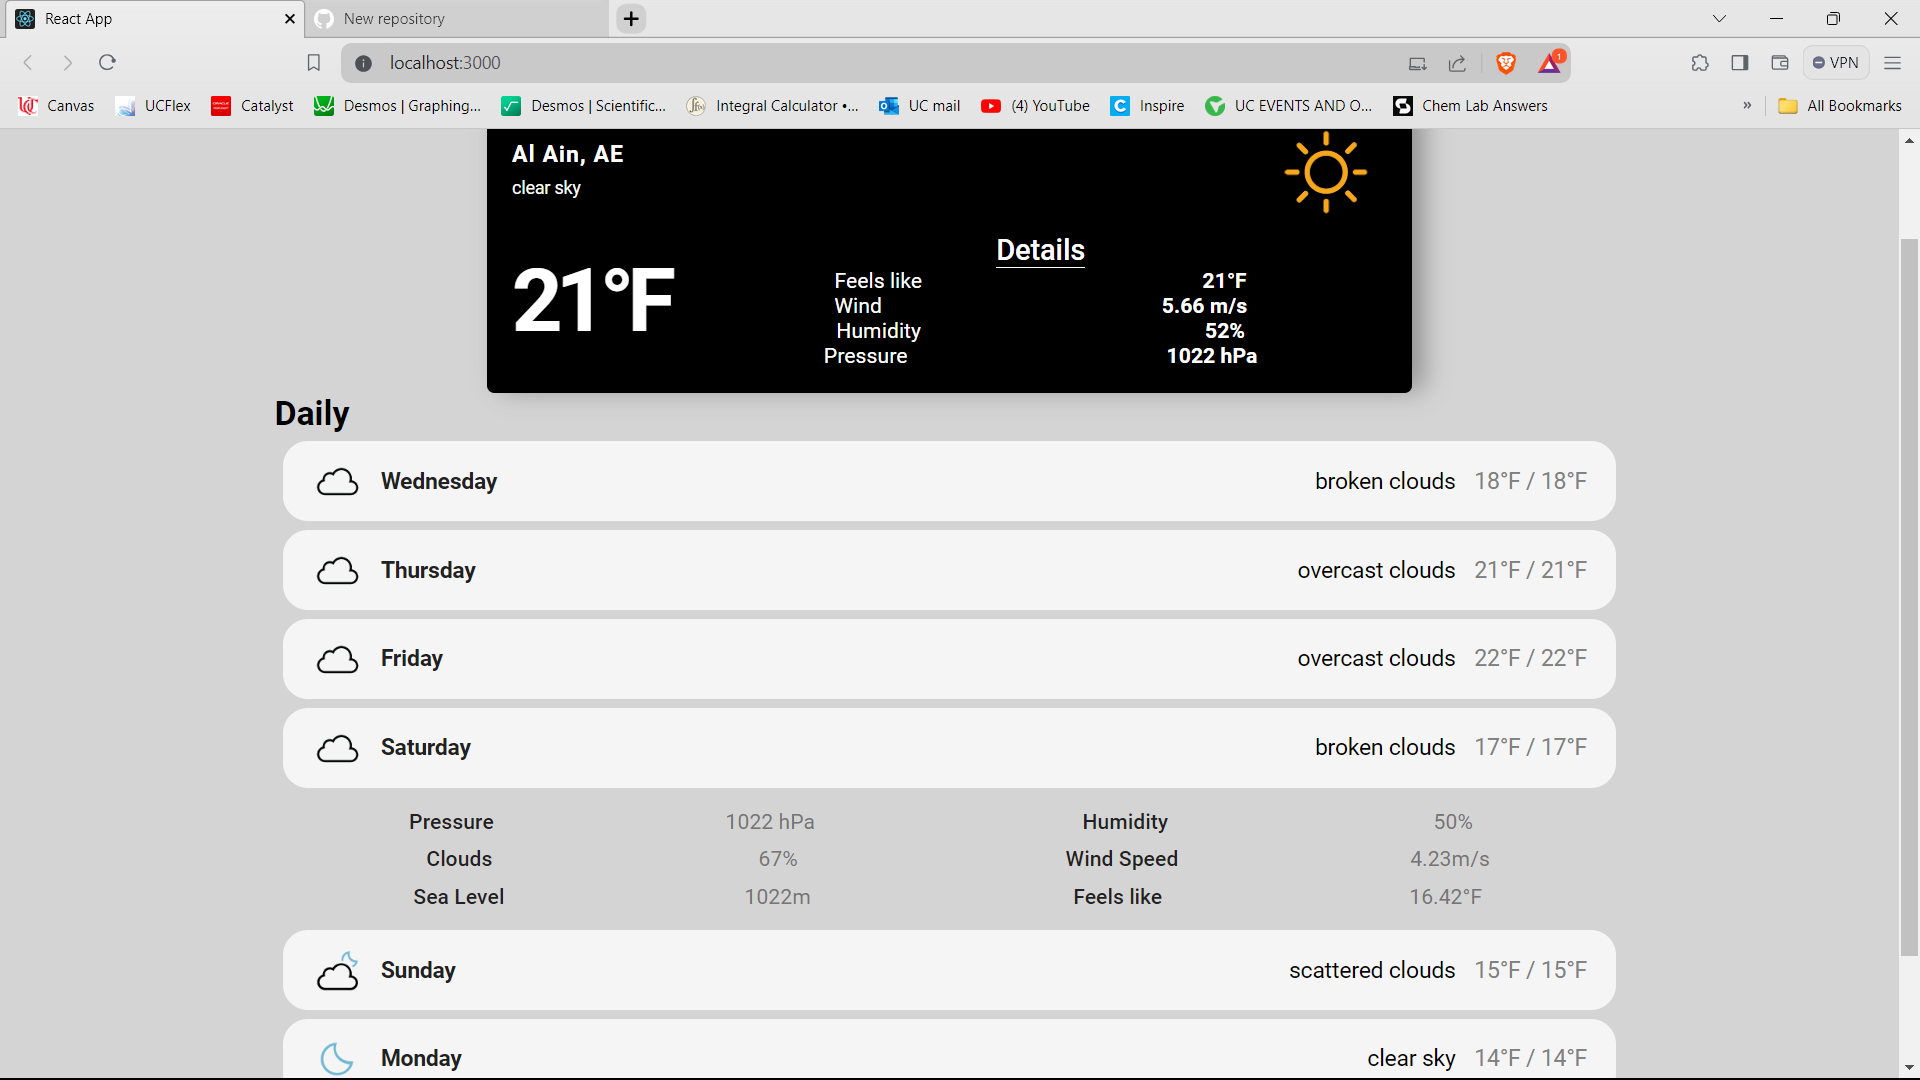 React App
New repository
localhost:3000
1
VPN
Canvas
UCFlex
Catalyst
Desmos | Graphing...
Desmos | Scientific...
Integral Calculator •...
UC mail
(4) YouTube
Inspire
UC EVENTS AND O...
Chem Lab Answers
»
All Bookmarks
Al Ain, AE
clear sky
21°F
Details
Feels like 21°F
Wind 5.66 m/s
Humidity 52%
Pressure 1022 hPa
Daily
Wednesday broken clouds 18°F / 18°F
Thursday overcast clouds 21°F / 21°F
Friday overcast clouds 22°F / 22°F
Saturday broken clouds 17°F / 17°F
Pressure 1022 hPa Humidity 50%
Clouds 67% Wind Speed 4.23m/s
Sea Level 1022m Feels like 16.42°F
Sunday scattered clouds 15°F / 15°F
Monday clear sky 14°F / 14°F